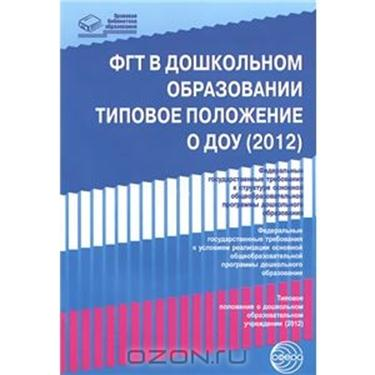 Правовая
библиотека
образования
ФГТ В ДОШКОЛЬНОМ
ОБРАЗОВАНИИ
ТИПОВОЕ ПОЛОЖЕНИЕ
О ДОУ (2012)
Федеральные
государственные требования
к структуре основной
общеобразовательной
программы дошкольного
образования
Федеральные
государственные требования
к условиям реализации основной
общеобразовательной
программы дошкольного
образования
Типовое
положение о дошкольном
образовательном
учреждении (2012)
сфера
ozon.ru